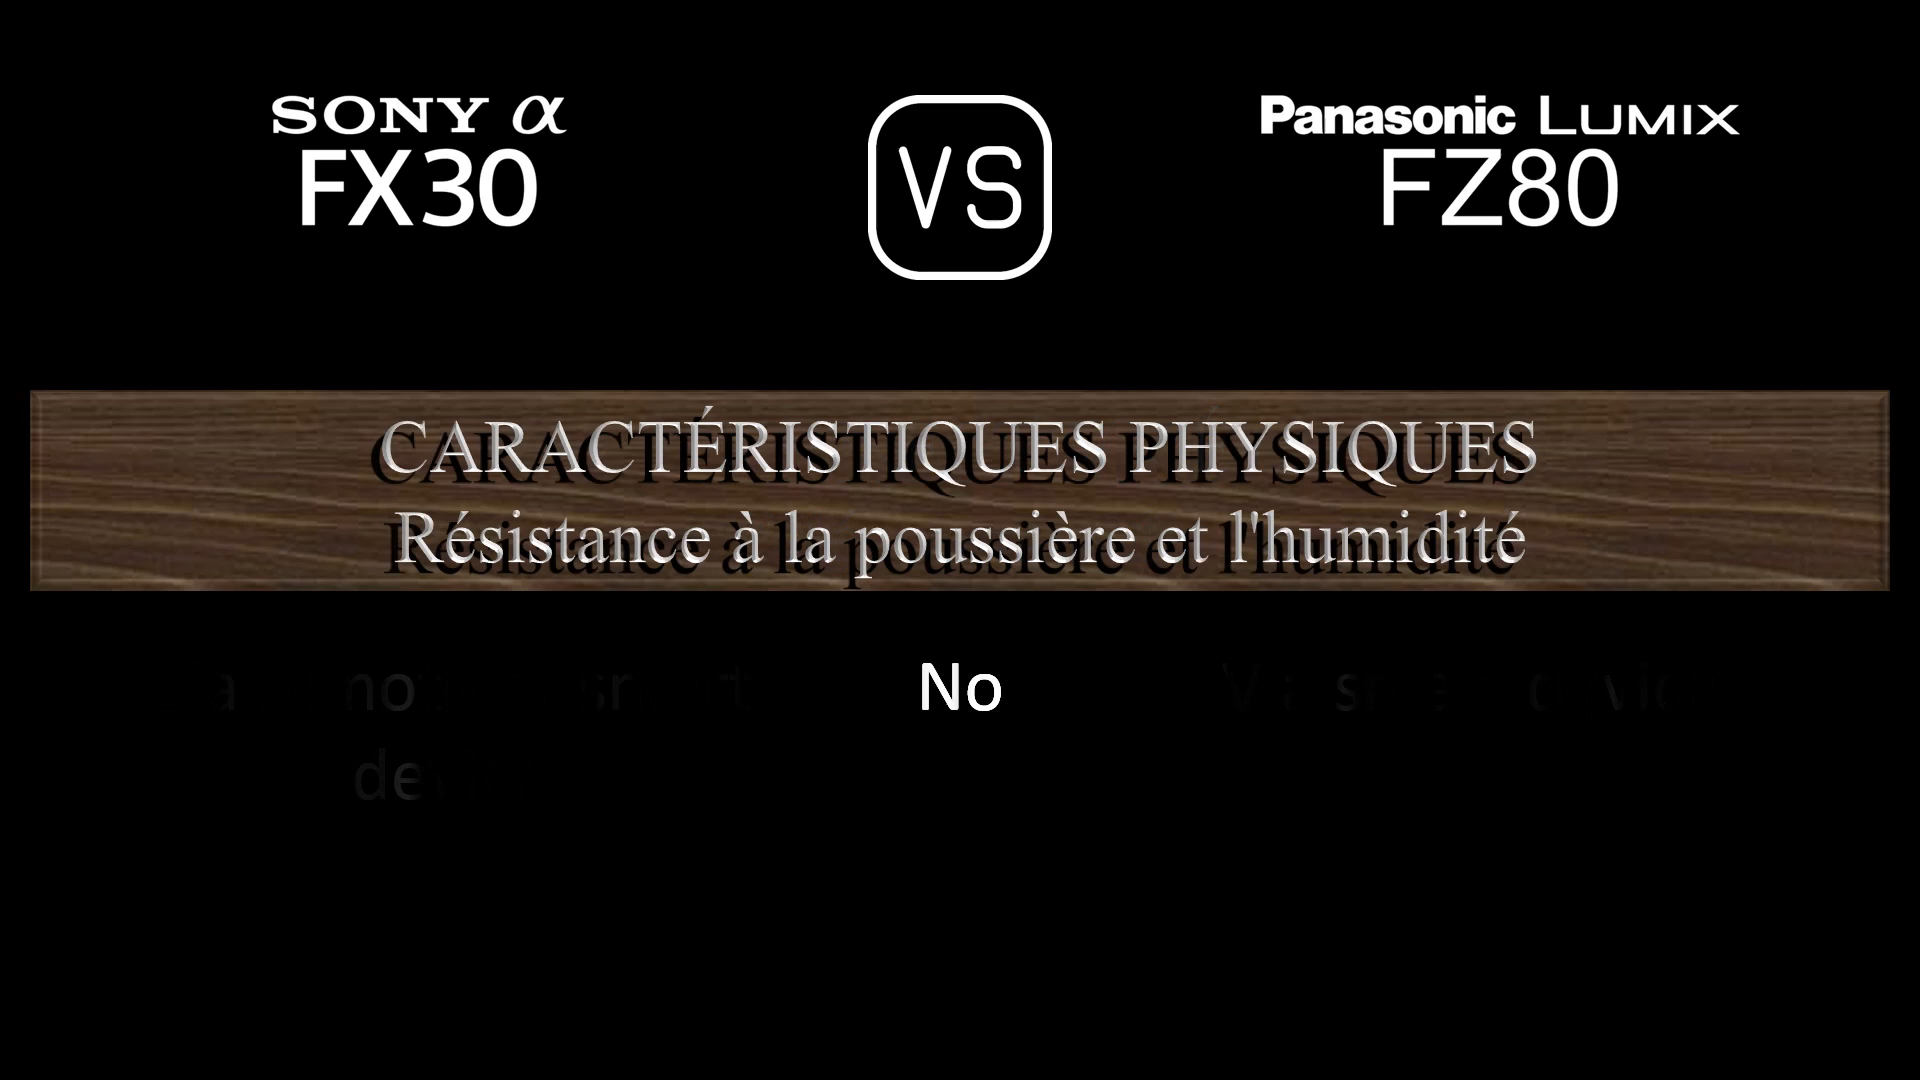 SONY α
FX30
VS
Panasonic LUMIX
FZ80
CARACTÉRISTIQUES PHYSIQUES
Résistance à la poussière et l'humidité
No